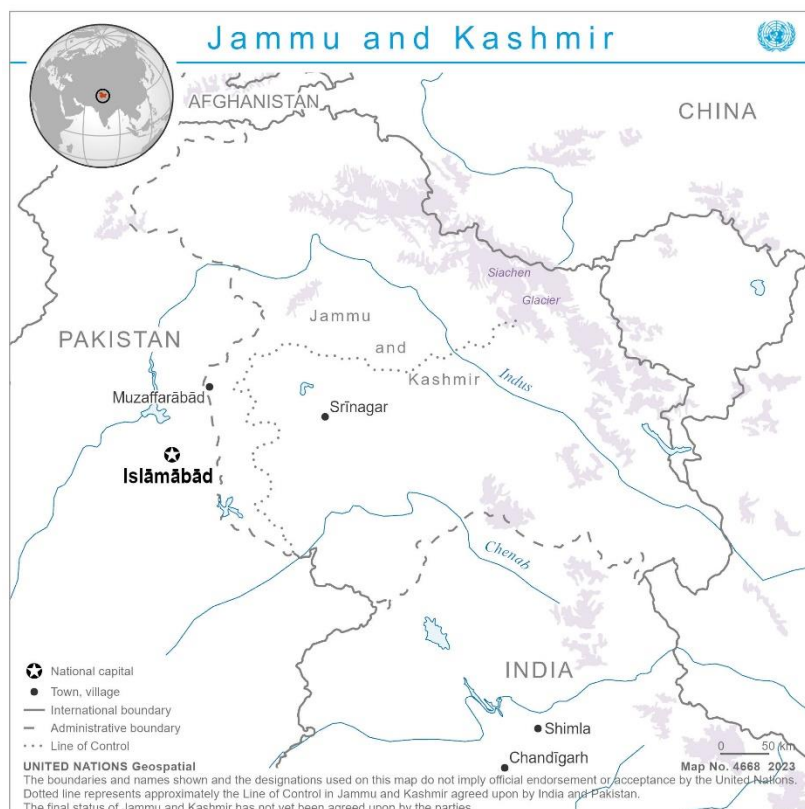 Jammu and Kashmir
AFGHANISTAN
CHINA
Siachen
Glacier
Jammu
and
Kashmir
PAKISTAN
Indus
Muzaffarābād
Srīnagar
Islāmābād
Chenab
INDIA
National capital
Town, village
International boundary
Administrative boundary
Line of Control
Shimla
Chandīgarh
0 50 km
UNITED NATIONS Geospatial
Map No. 4668 2023
The boundaries and names shown and the designations used on this map do not imply official endorsement or acceptance by the United Nations.
Dotted line represents approximately the Line of Control in Jammu and Kashmir agreed upon by India and Pakistan.
The final status of Jammu and Kashmir has not yet been agreed upon by the parties.